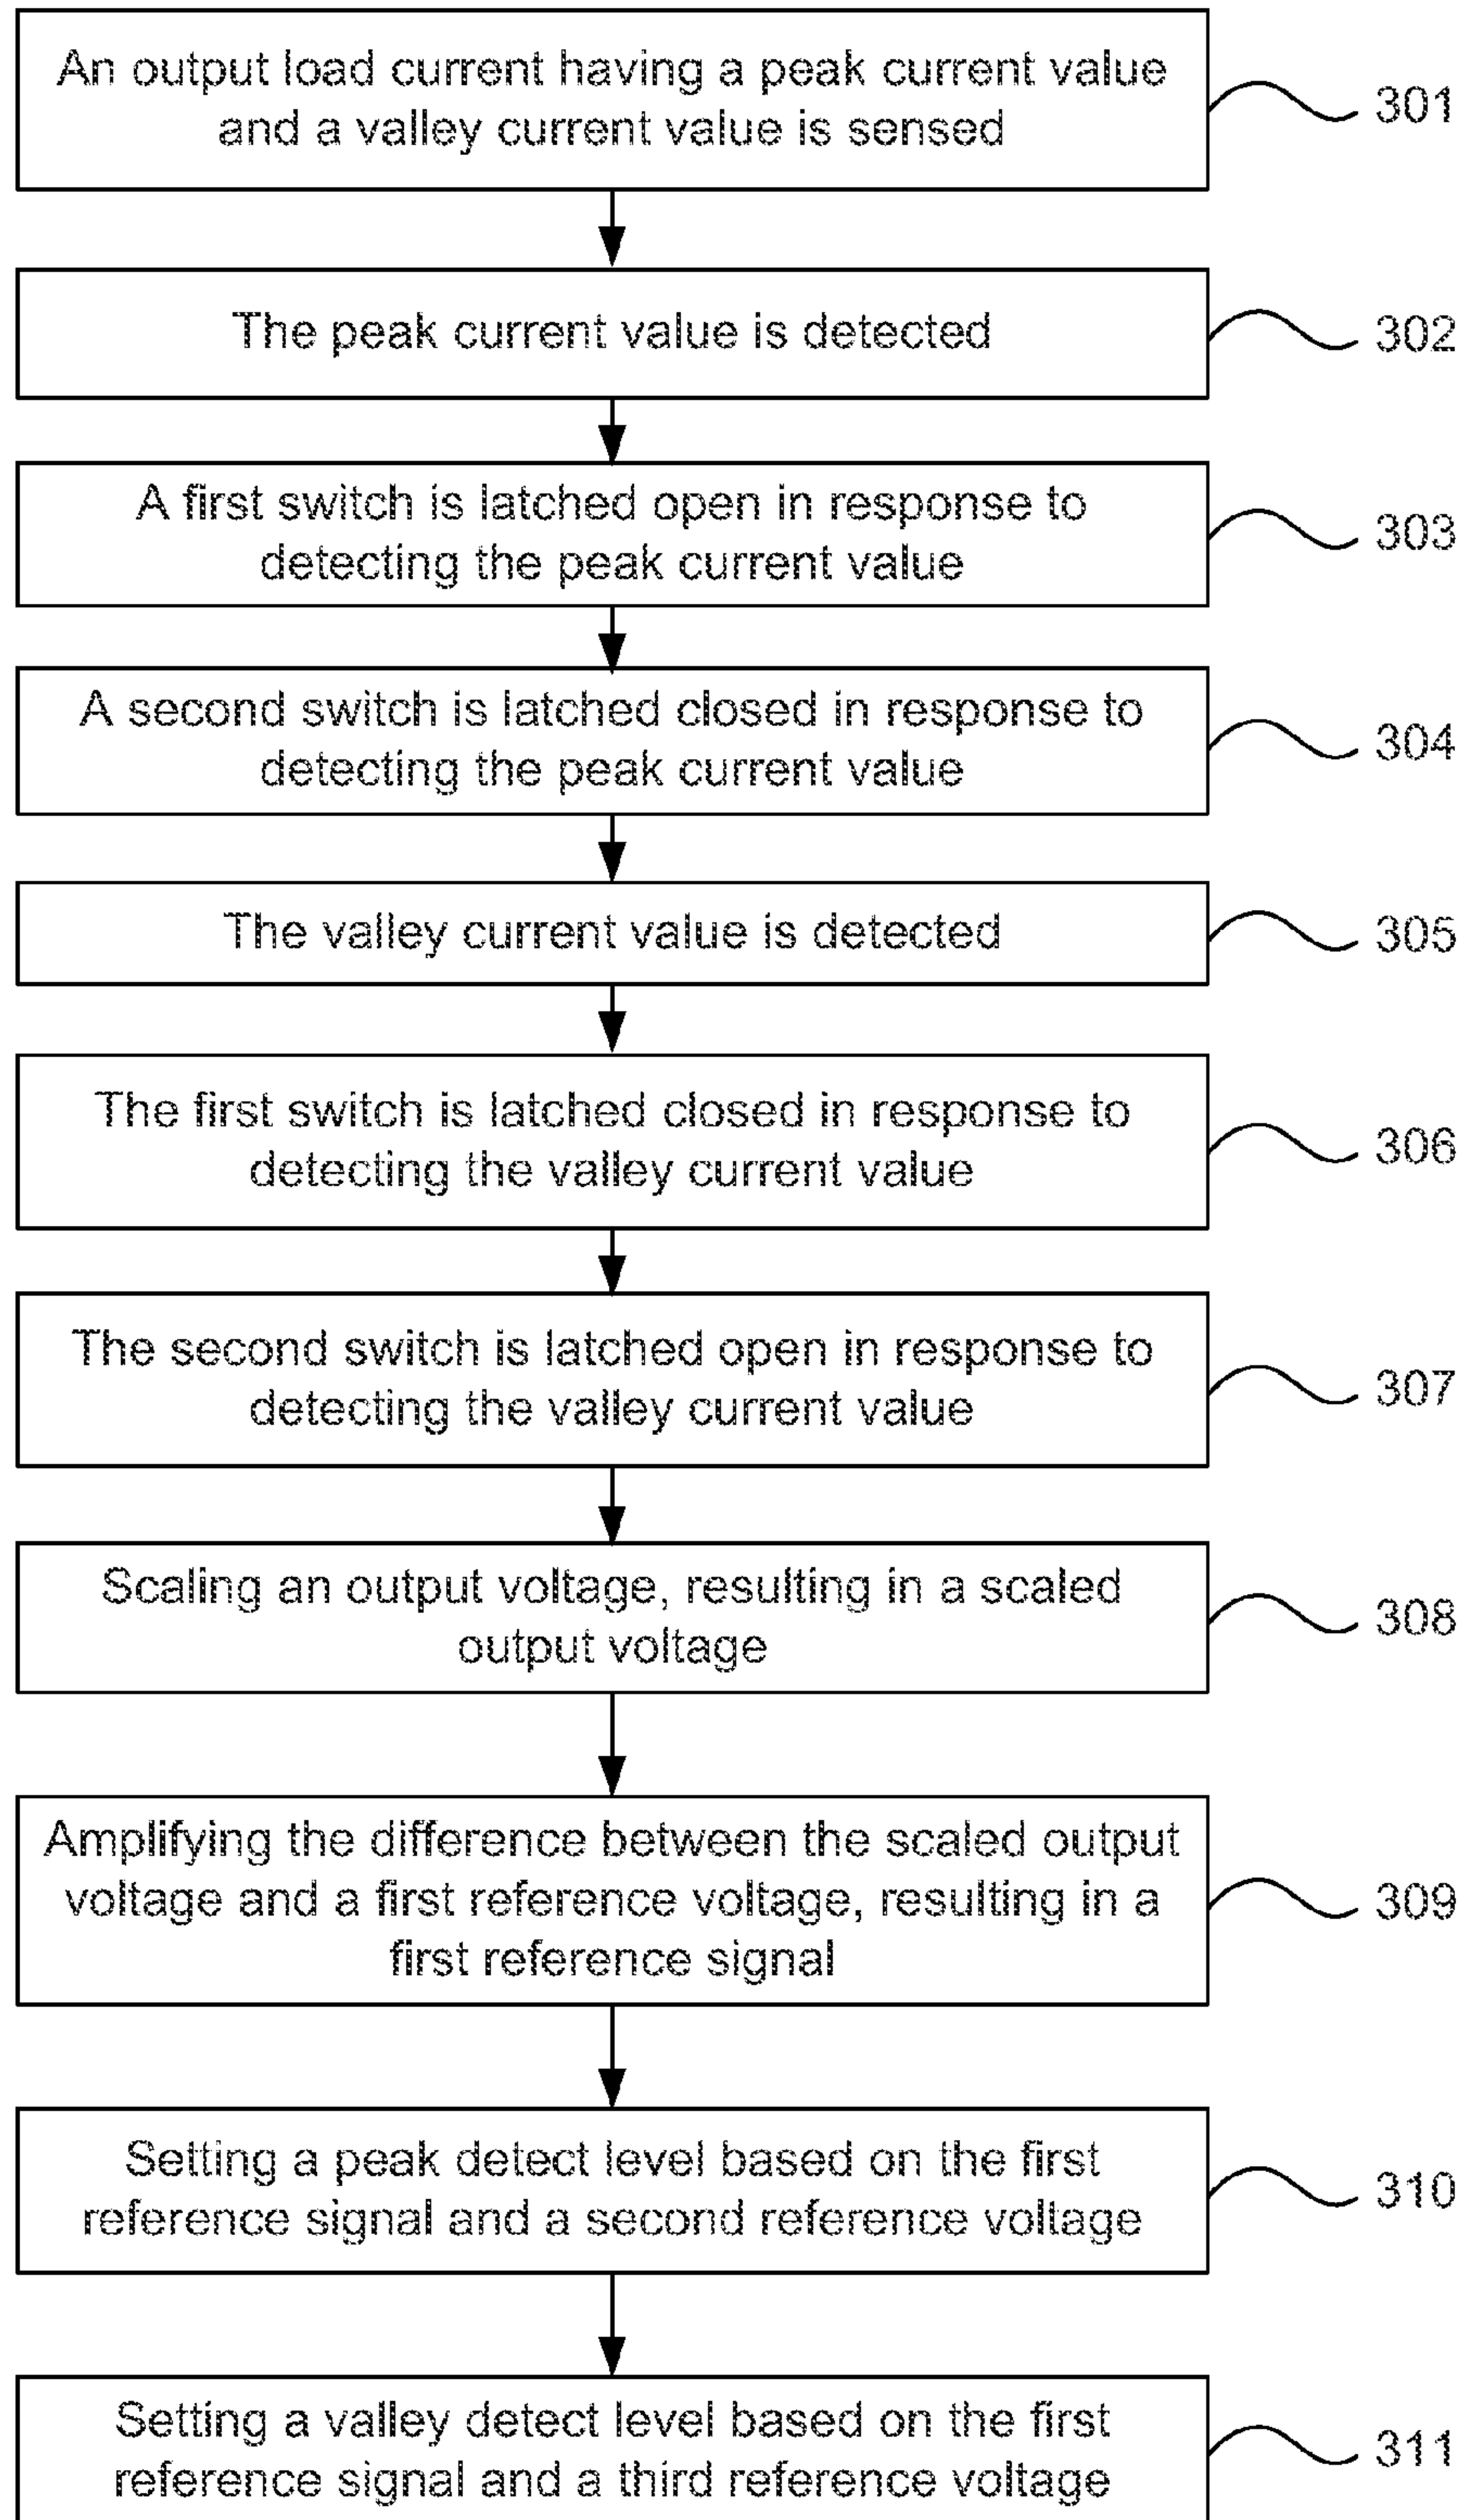 An output load current having a peak current value
and a valley current value is sensed
301
The peak current value is detected
302
A first switch is latched open in response to
detecting the peak current value
303
A second switch is latched closed in response to
detecting the peak current value
304
The valley current value is detected
305
The first switch is latched closed in response to
detecting the valley current value
306
The second switch is latched open in response to
detecting the valley current value
307
Scaling an output voltage, resulting in a scaled
output voltage
308
Amplifying the difference between the scaled output
voltage and a first reference voltage, resulting in a
first reference signal
309
Setting a peak detect level based on the first
reference signal and a second reference voltage
310
Setting a valley detect level based on the first
reference signal and a third reference voltage
311